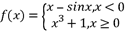 f(x) = { x − sinx, x < 0
x³ + 1, x ≥ 0